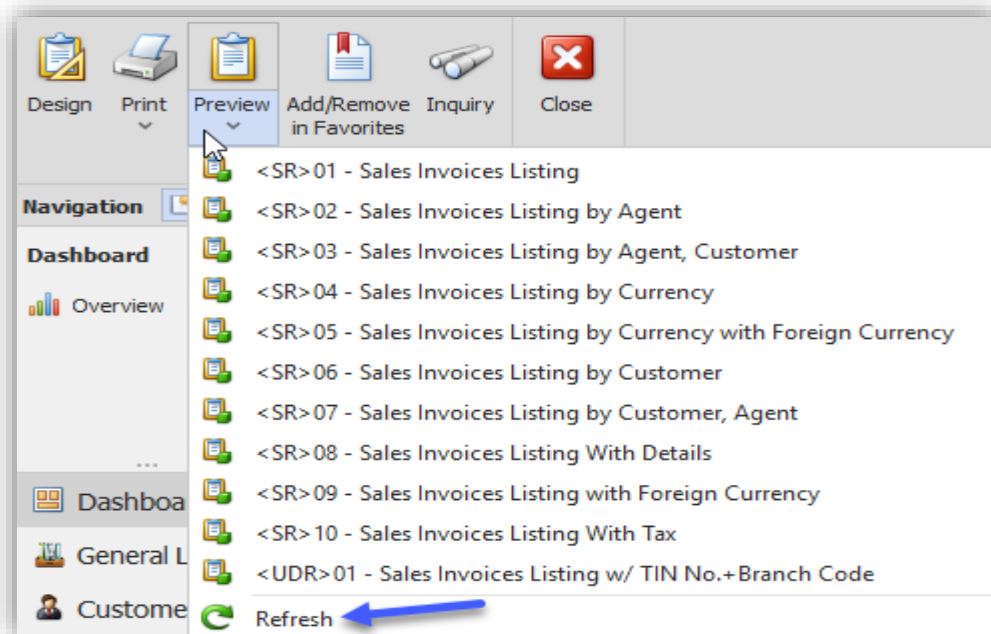 Design
Print
Preview
Add/Remove
in Favorites
Inquiry
Close
Navigation
Dashboard
Overview
Dashboa
General L
Custome
<SR>01 - Sales Invoices Listing
<SR>02 - Sales Invoices Listing by Agent
<SR>03 - Sales Invoices Listing by Agent, Customer
<SR>04 - Sales Invoices Listing by Currency
<SR>05 - Sales Invoices Listing by Currency with Foreign Currency
<SR>06 - Sales Invoices Listing by Customer
<SR>07 - Sales Invoices Listing by Customer, Agent
<SR>08 - Sales Invoices Listing With Details
<SR>09 - Sales Invoices Listing with Foreign Currency
<SR>10 - Sales Invoices Listing With Tax
<UDR>01 - Sales Invoices Listing w/ TIN No.+Branch Code
Refresh